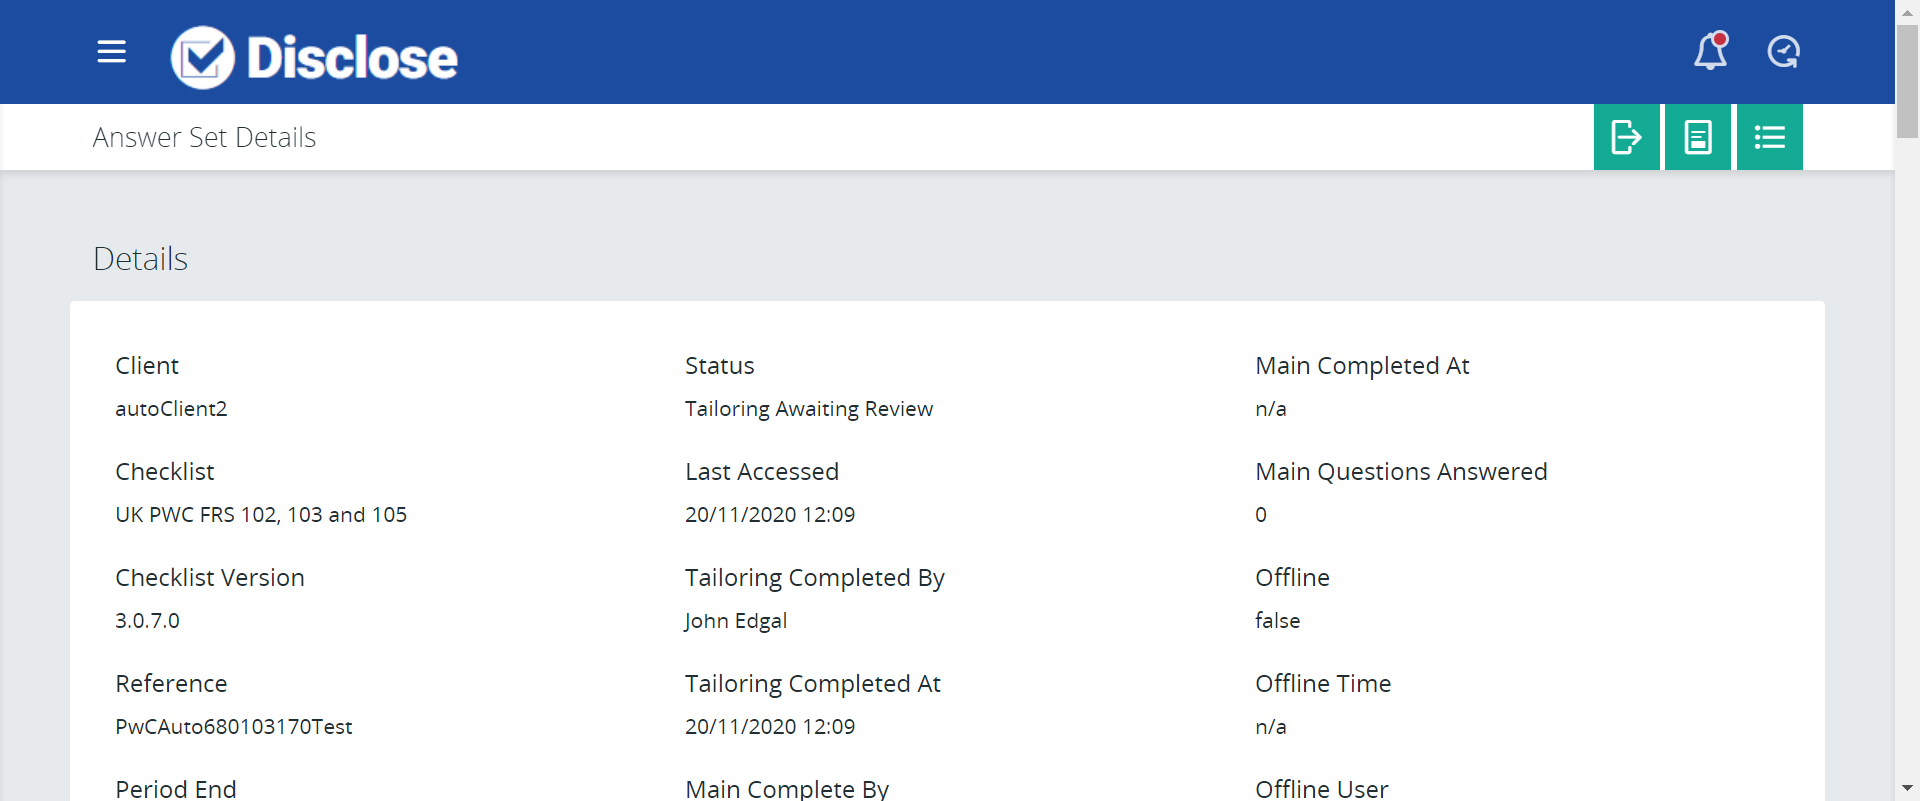 Disclose
Answer Set Details
Details
Client
autoClient2
Checklist
UK PWC FRS 102, 103 and 105
Checklist Version
3.0.7.0
Reference
PwCAuto680103170Test
Period End
Status
Tailoring Awaiting Review
Last Accessed
20/11/2020 12:09
Tailoring Completed By
John Edgal
Tailoring Completed At
20/11/2020 12:09
Main Complete By
Main Completed At
n/a
Main Questions Answered
0
Offline
false
Offline Time
n/a
Offline User